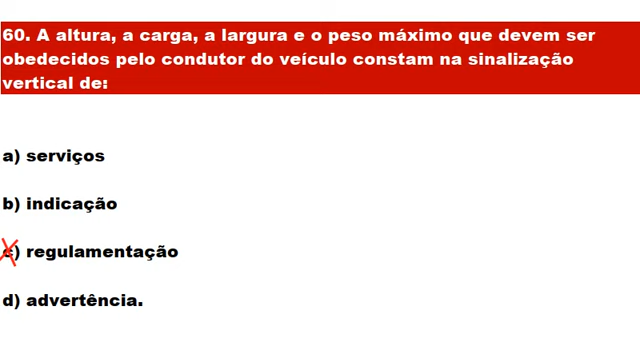 60. A altura, a carga, a largura e o peso máximo que devem ser
obedecidos pelo condutor do veículo constam na sinalização
vertical de:
a) serviços
b) indicação
c) regulamentação
d) advertência.